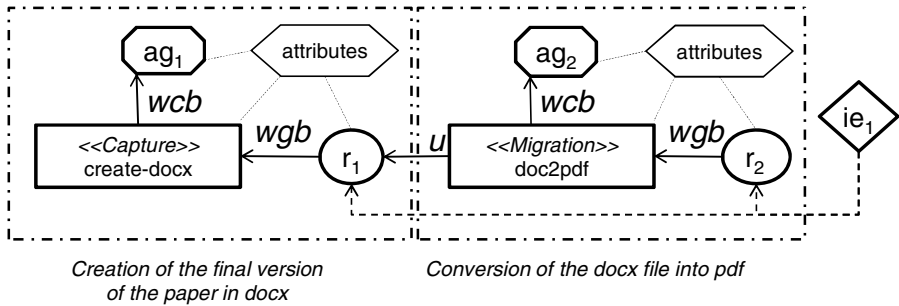 ag1 attributes ag2 attributes
wcb wcb ie1
<<Capture>> wgb u <<Migration>> wgb
create-docx r1 doc2pdf r2
Creation of the final version Conversion of the docx file into pdf
of the paper in docx